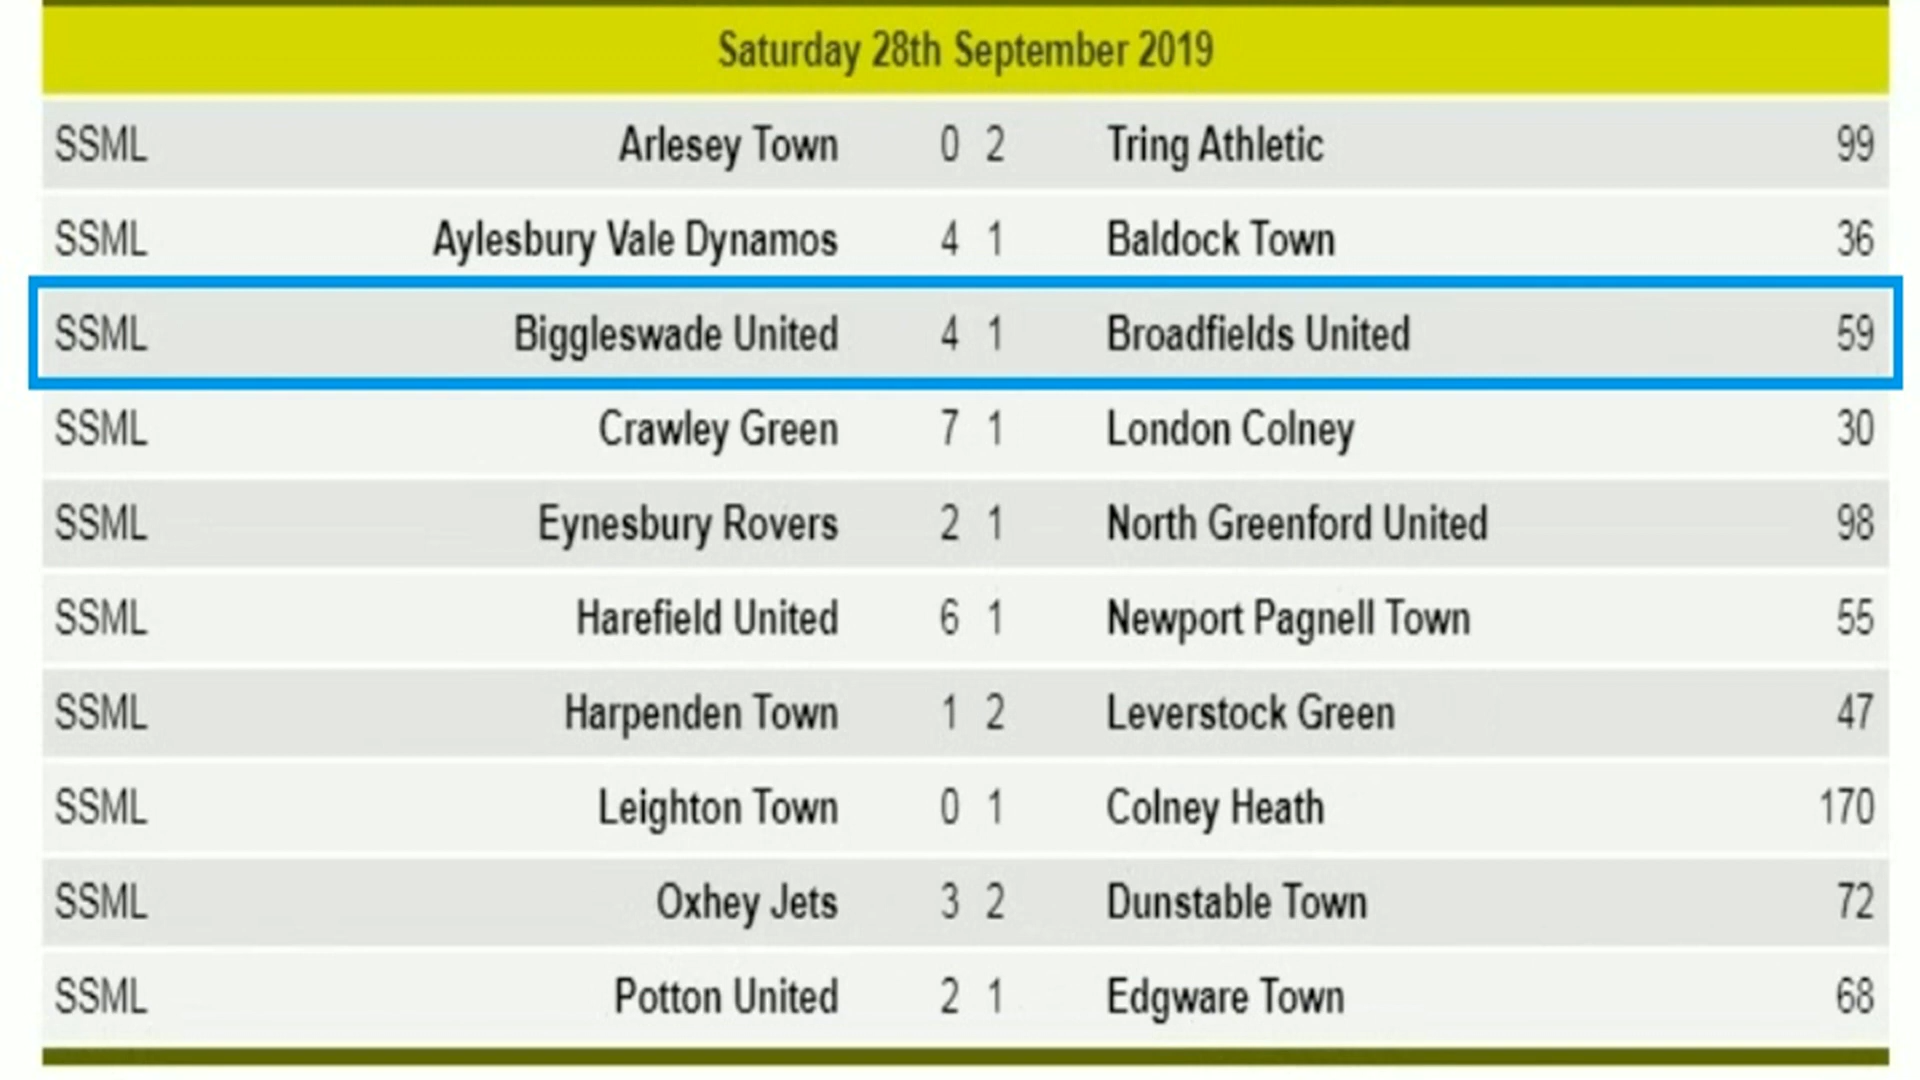 Saturday 28th September 2019
SSML Arlesey Town 0 2 Tring Athletic 99
SSML Aylesbury Vale Dynamos 4 1 Baldock Town 36
SSML Biggleswade United 4 1 Broadfields United 59
SSML Crawley Green 7 1 London Colney 30
SSML Eynesbury Rovers 2 1 North Greenford United 98
SSML Harefield United 6 1 Newport Pagnell Town 55
SSML Harpenden Town 1 2 Leverstock Green 47
SSML Leighton Town 0 1 Colney Heath 170
SSML Oxhey Jets 3 2 Dunstable Town 72
SSML Potton United 2 1 Edgware Town 68